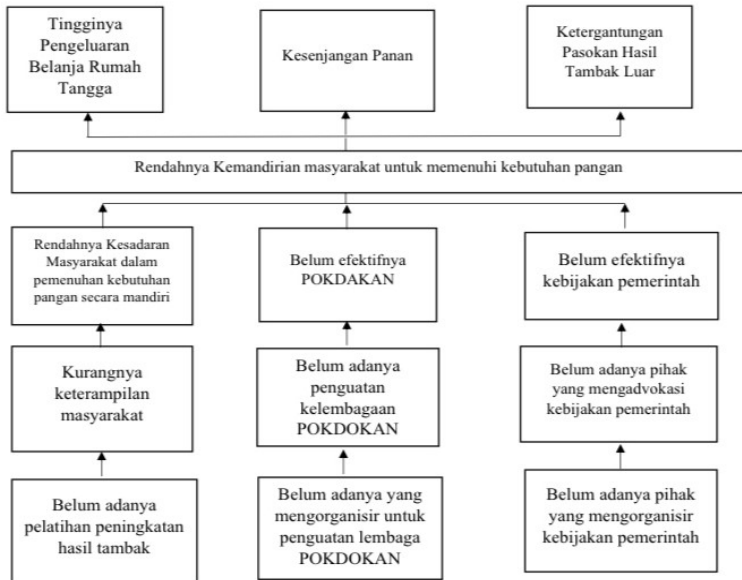 Tingginya
Pengeluaran
Belanja Rumah
Tangga
Kesenjangan Panan
Ketergantungan
Pasokan Hasil
Tambak Luar
Rendahnya Kemandirian masyarakat untuk memenuhi kebutuhan pangan
Rendahnya Kesadaran
Masyarakat dalam
pemenuhan kebutuhan
pangan secara mandiri
Belum efektifnya
POKDAKAN
Belum efektifnya
kebijakan pemerintah
Kurangnya
keterampilan
masyarakat
Belum adanya
penguatan
kelembagaan
POKDOKAN
Belum adanya pihak
yang mengadvokasi
kebijakan pemerintah
Belum adanya
pelatihan peningkatan
hasil tambak
Belum adanya yang
mengorganisir untuk
penguatan lembaga
POKDOKAN
Belum adanya pihak
yang mengorganisir
kebijakan pemerintah